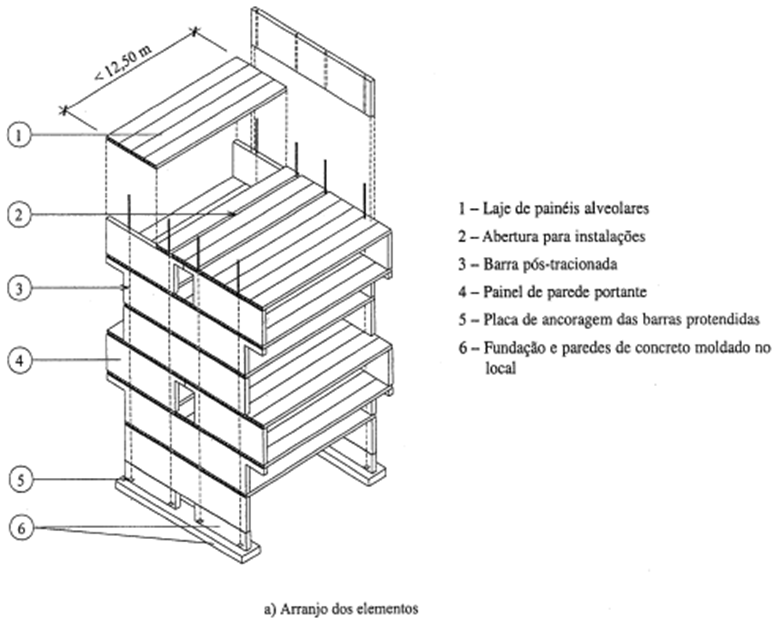 < 12,50 m
1
2
3
4
5
6
1 – Laje de painéis alveolares
2 – Abertura para instalações
3 – Barra pós-tracionada
4 – Painel de parede portante
5 – Placa de ancoragem das barras protendidas
6 – Fundação e paredes de concreto moldado no
local
a) Arranjo dos elementos